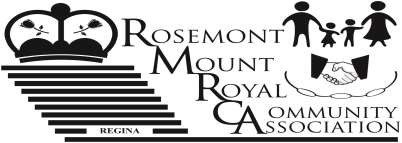 ROSEMONT
MOUNT
ROYAL
COMMUNITY
ASSOCIATION
REGINA